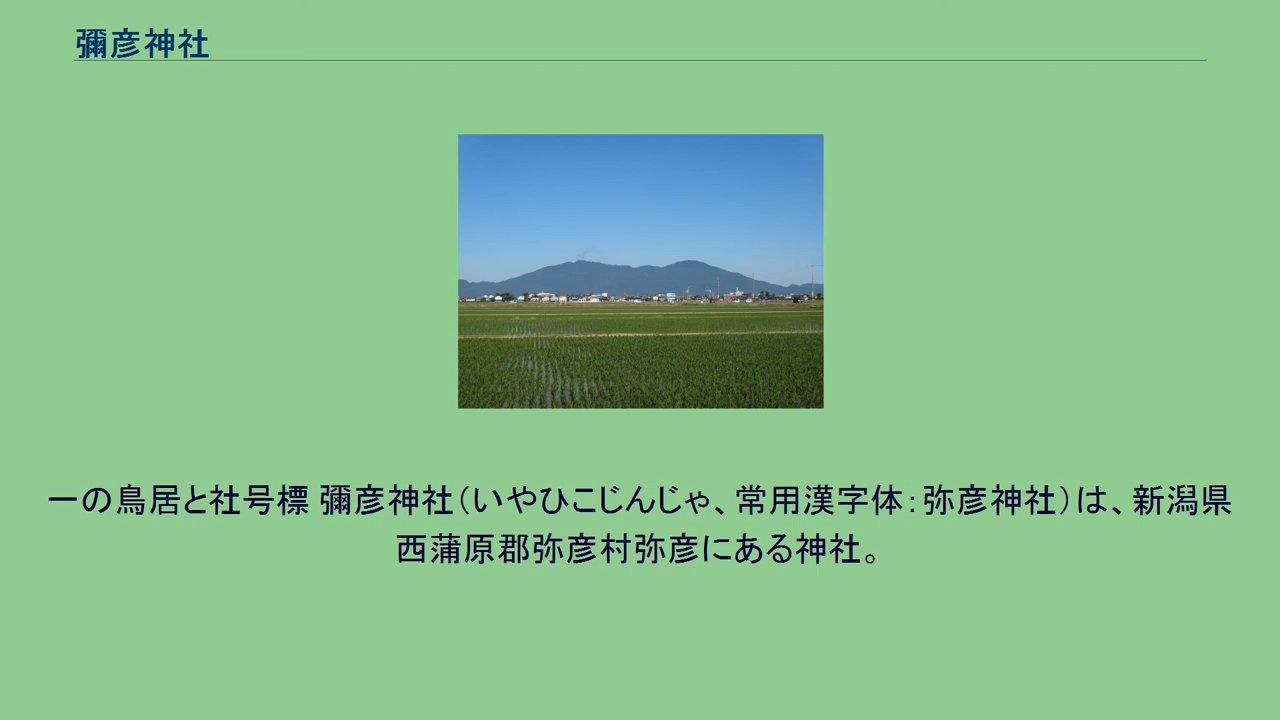 彌彦神社
一の鳥居と社号標 彌彦神社（いやひこじんじゃ、常用漢字体：弥彦神社）は、新潟県
西蒲原郡弥彦村弥彦にある神社。